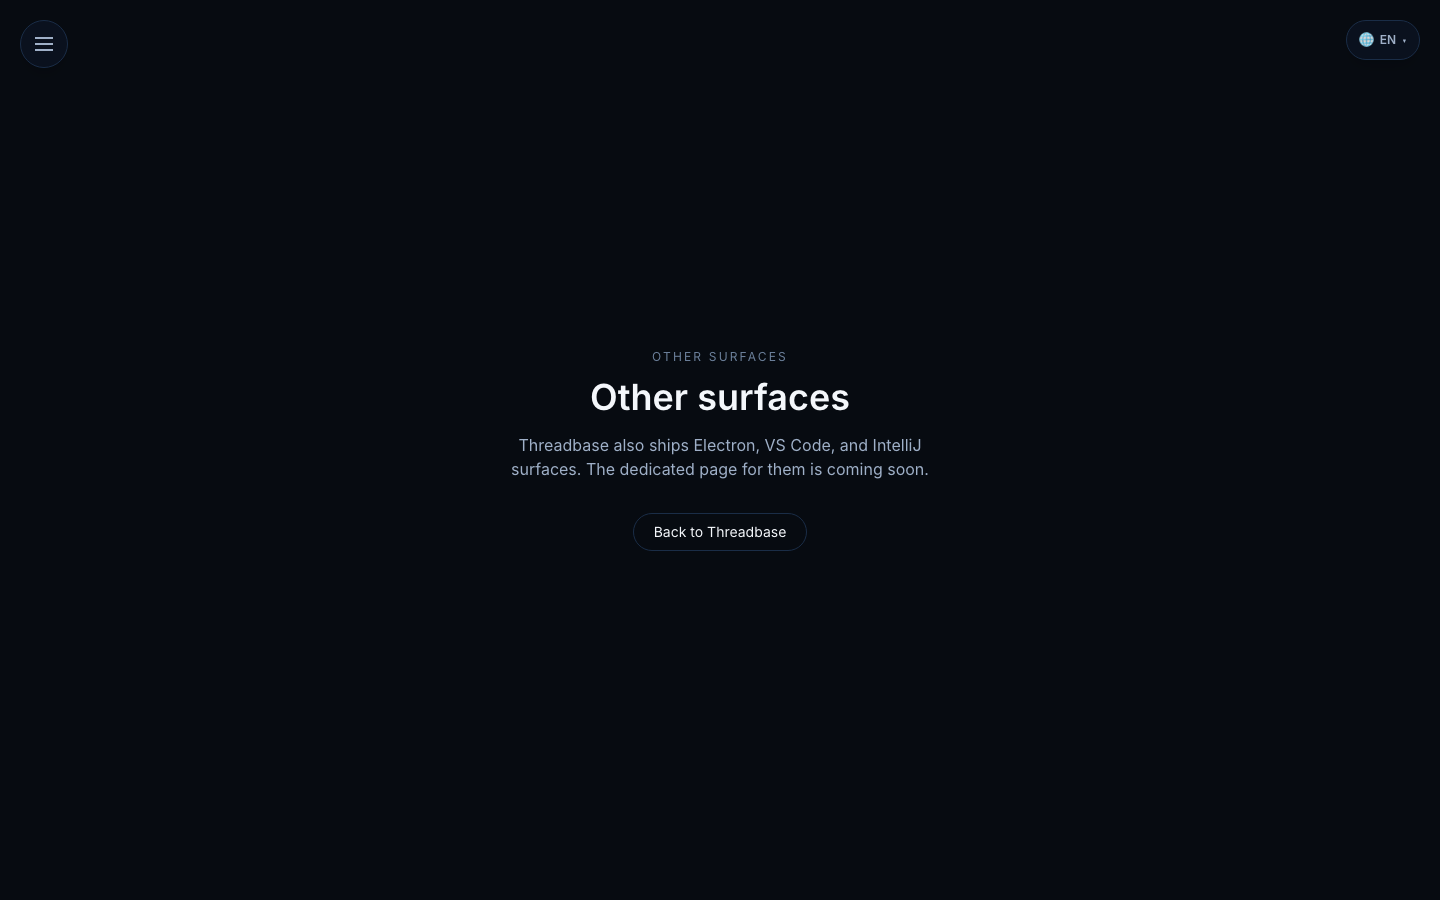 EN
OTHER SURFACES
Other surfaces
Threadbase also ships Electron, VS Code, and IntelliJ
surfaces. The dedicated page for them is coming soon.
Back to Threadbase